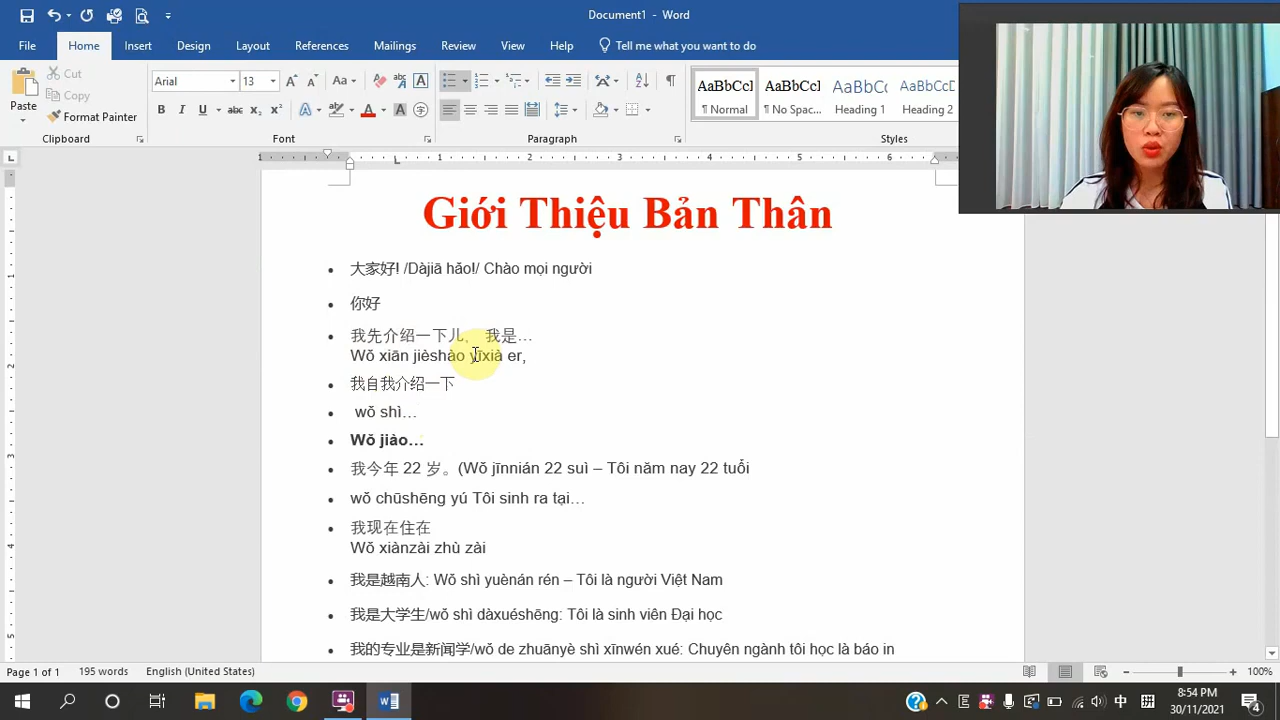 Document1 - Word
File Home Insert Design Layout References Mailings Review View Help Tell me what you want to do
Paste
Cut
Copy
Format Painter
Clipboard
Arial 13
Font
Paragraph
AaBbCcI AaBbCcI AaBbCc AaBbCcI
¶ Normal ¶ No Spac... Heading 1 Heading 2
Styles
Giới Thiệu Bản Thân
大家好! /Dàjiā hǎo!/ Chào mọi người
你好
我先介绍一下儿, 我是…
Wǒ xiān jièshào yīxià er,
我自我介绍一下
wǒ shì…
Wǒ jiào…
我今年 22 岁。(Wǒ jīnnián 22 suì – Tôi năm nay 22 tuổi
wǒ chūshēng yú Tôi sinh ra tại…
我现在住在
Wǒ xiànzài zhù zài
我是越南人: Wǒ shì yuènán rén – Tôi là người Việt Nam
我是大学生/wǒ shì dàxuéshēng: Tôi là sinh viên Đại học
我的专业是新闻学/wǒ de zhuānyè shì xīnwén xué: Chuyên ngành tôi học là báo in
Page 1 of 1 195 words English (United States) 100%
8:54 PM
30/11/2021